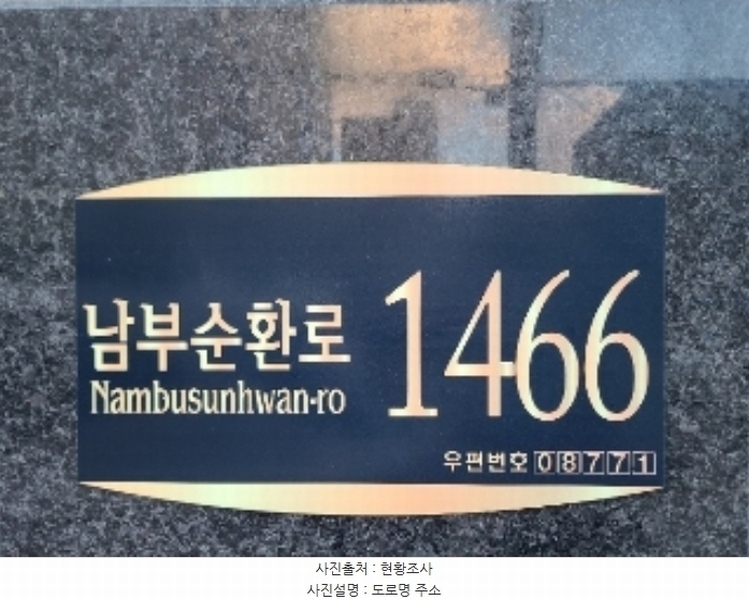 남부순환로 1466
Nambusunhwan-ro
우편번호 08771
사진출처 : 현황조사
사진설명 : 도로명 주소